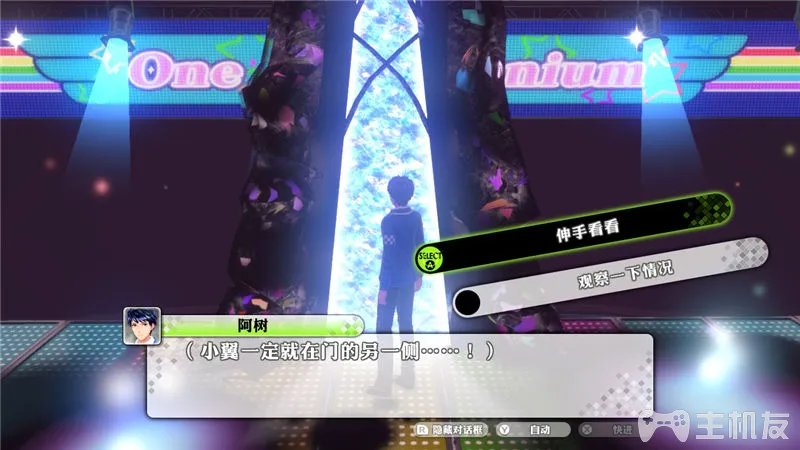 One
nium
伸手看看
SELECT
A
观察一下情况
阿树
(小翼一定就在门的另一侧……！)
R 隐藏对话框
Y 自动
X 快进
主机友